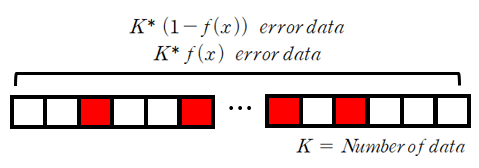 K* (1−f(x)) error data
K* f(x) error data
...
K = Number of data